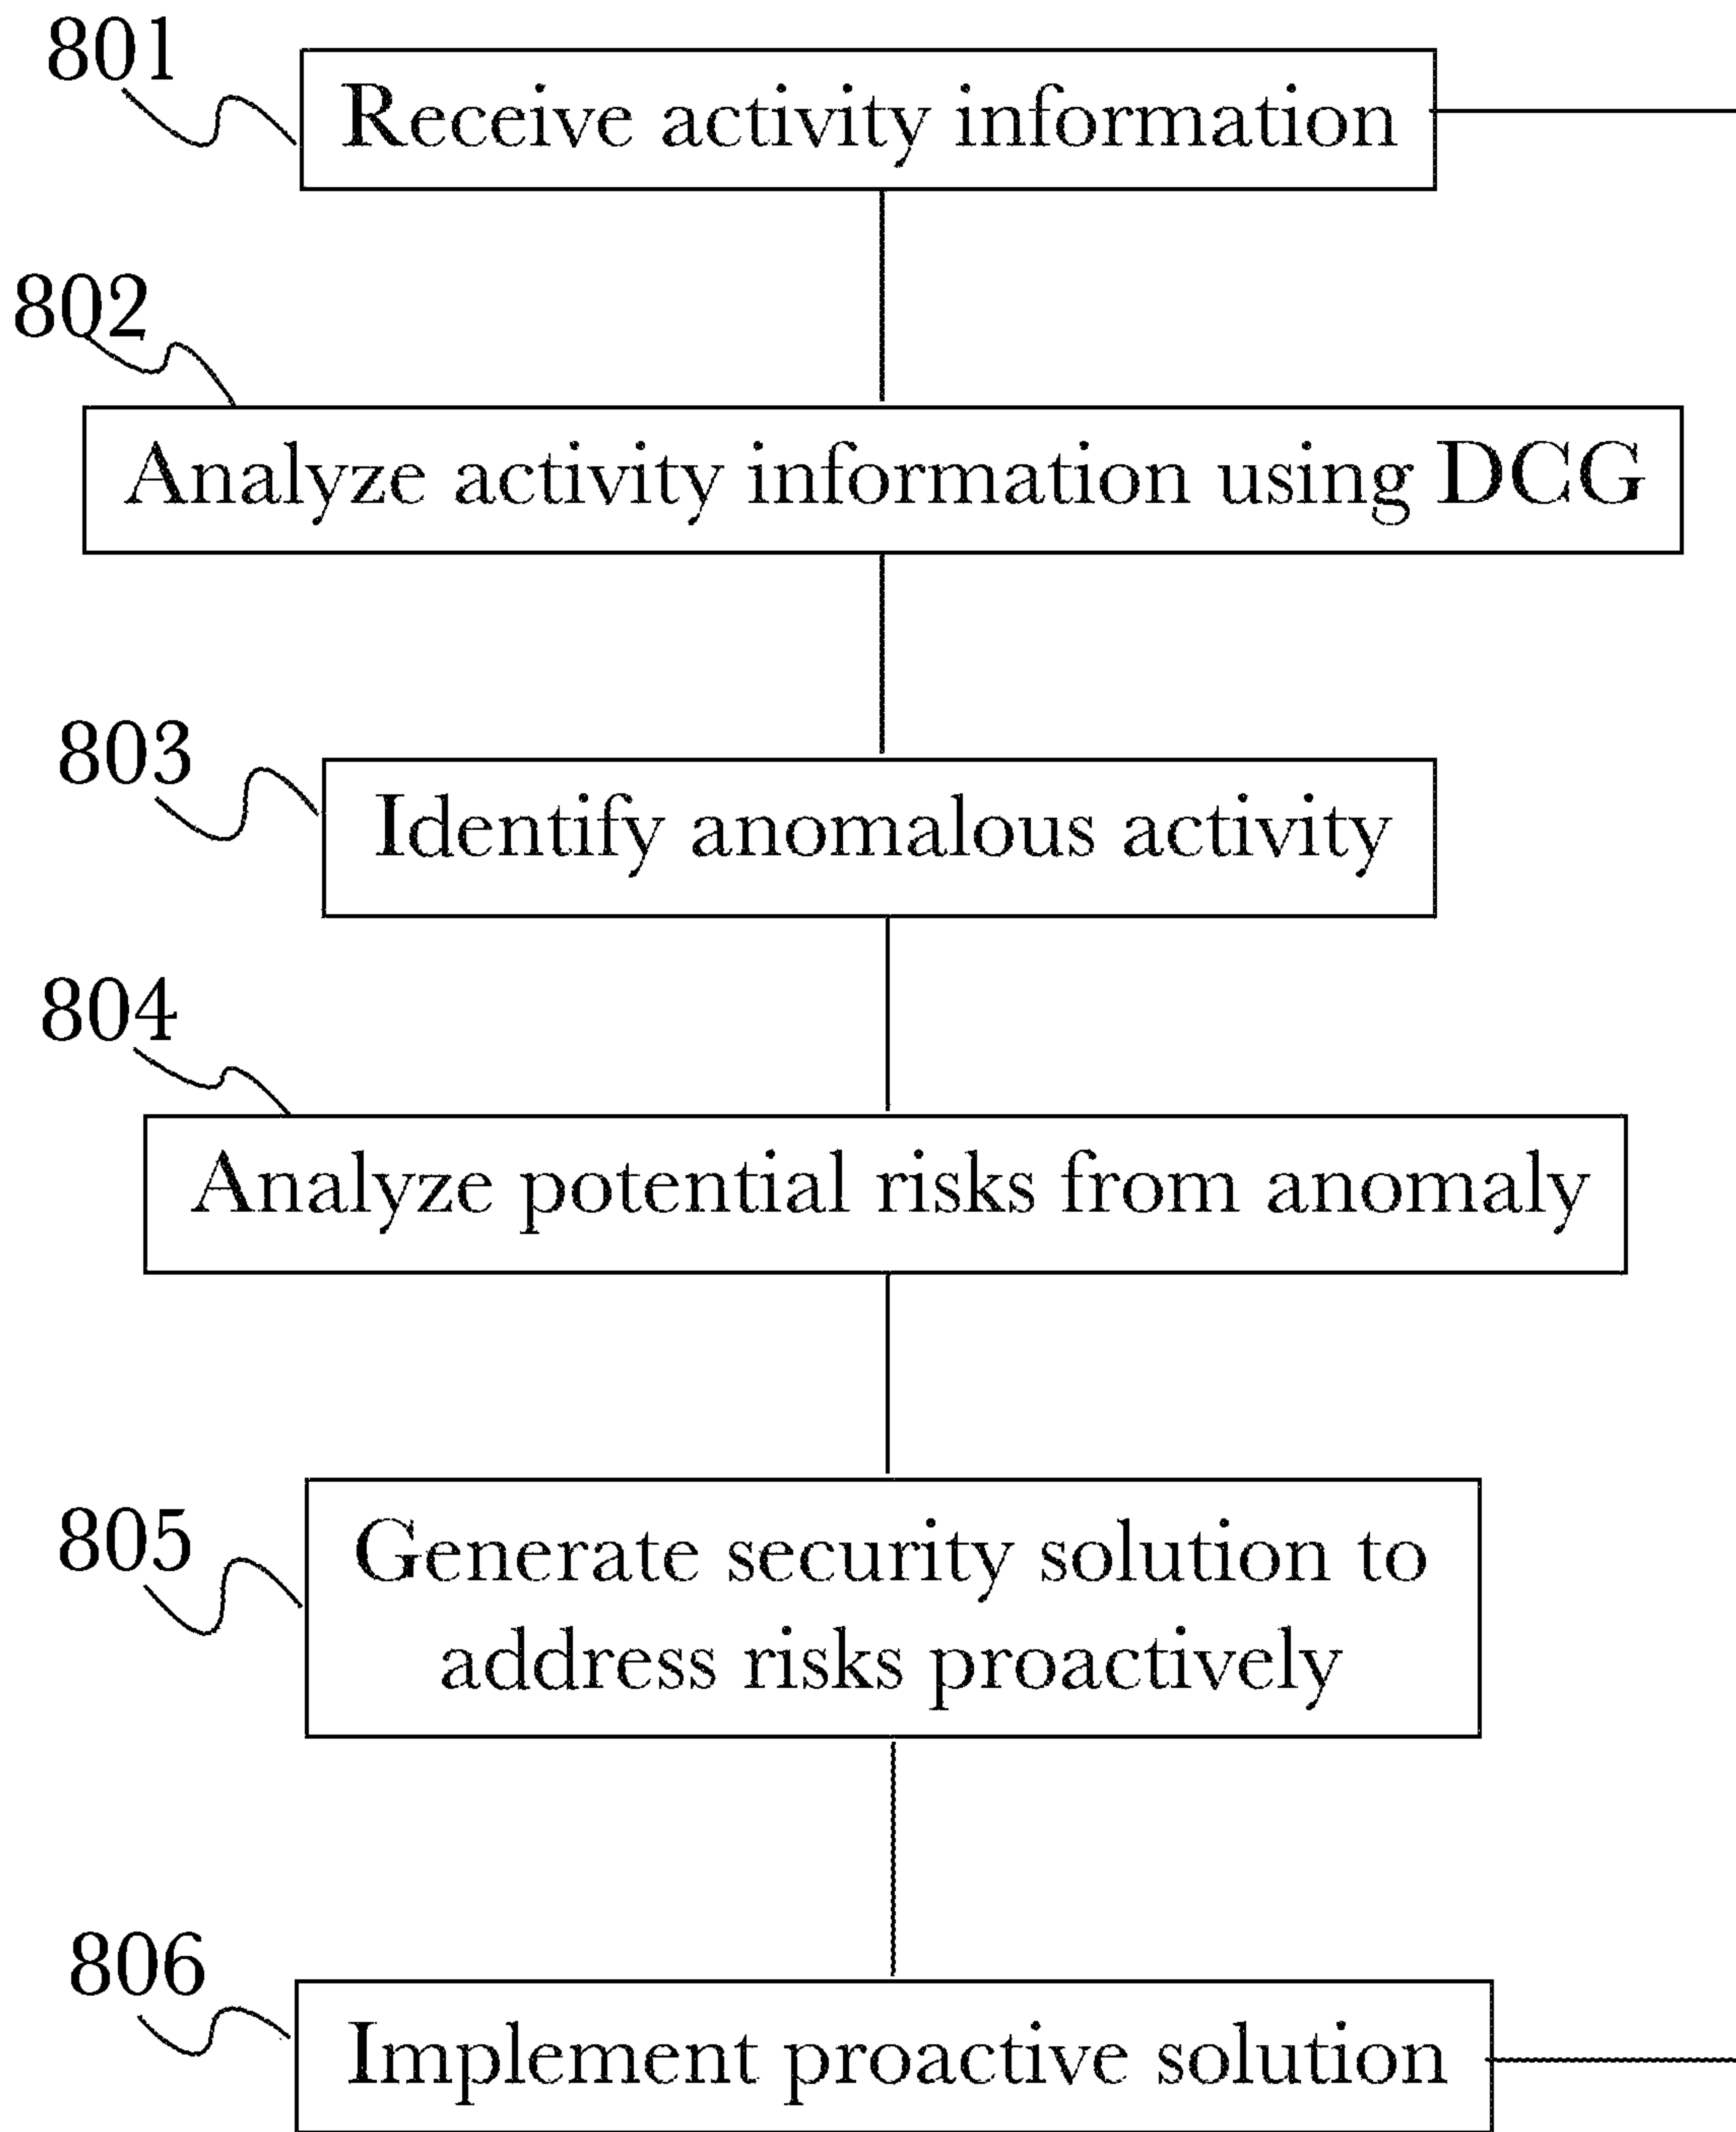 801
Receive activity information
802
Analyze activity information using DCG
803
Identify anomalous activity
804
Analyze potential risks from anomaly
805
Generate security solution to
address risks proactively
806
Implement proactive solution